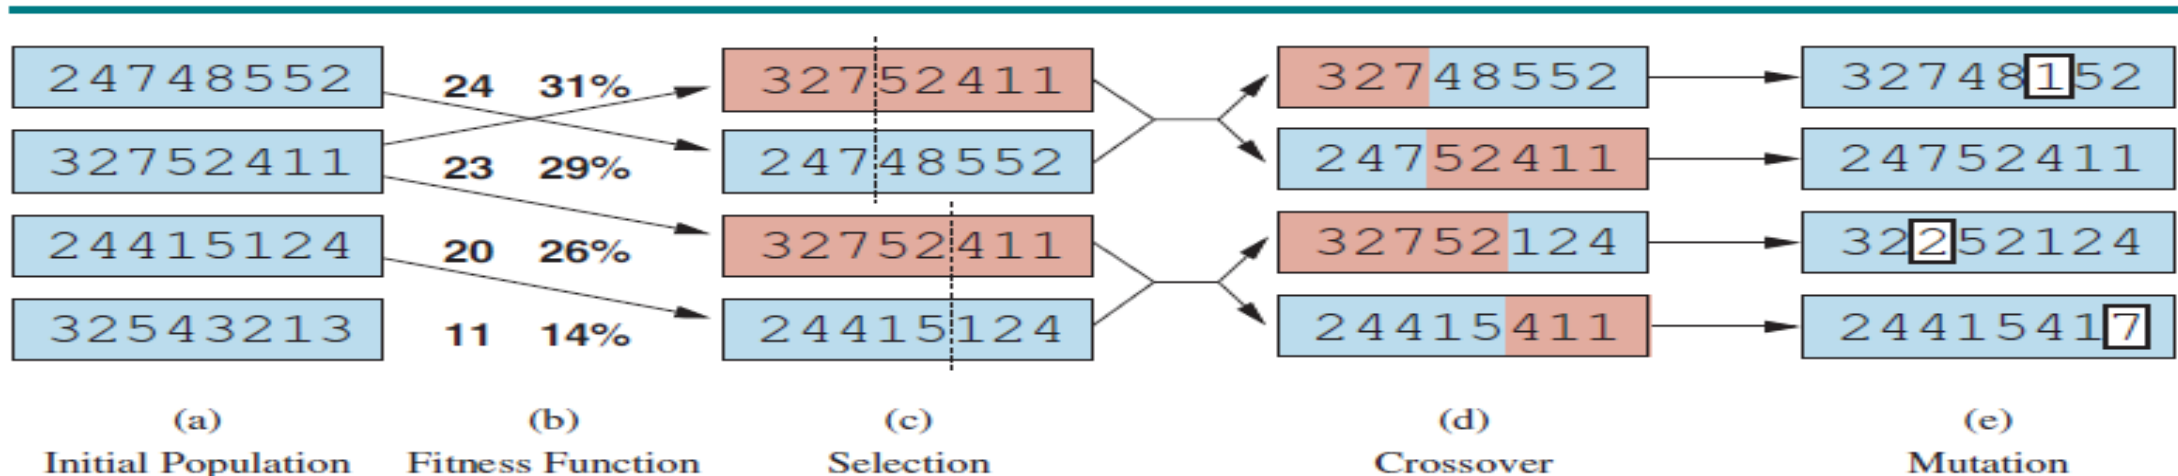 24748552 24 31% 32752411 32748552 32748152
32752411 23 29% 24748552 24752411 24752411
24415124 20 26% 32752411 32752124 32252124
32543213 11 14% 24415124 24415411 24415417
(a) (b) (c) (d) (e)
Initial Population Fitness Function Selection Crossover Mutation